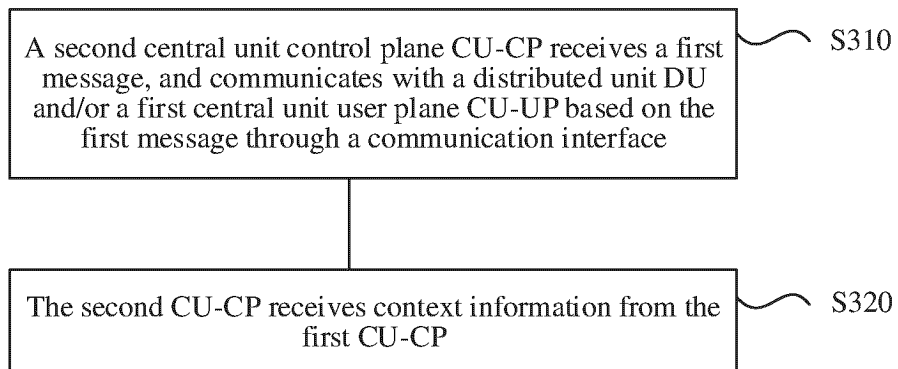 A second central unit control plane CU-CP receives a first
message, and communicates with a distributed unit DU
and/or a first central unit user plane CU-UP based on the
first message through a communication interface
S310
The second CU-CP receives context information from the
first CU-CP
S320